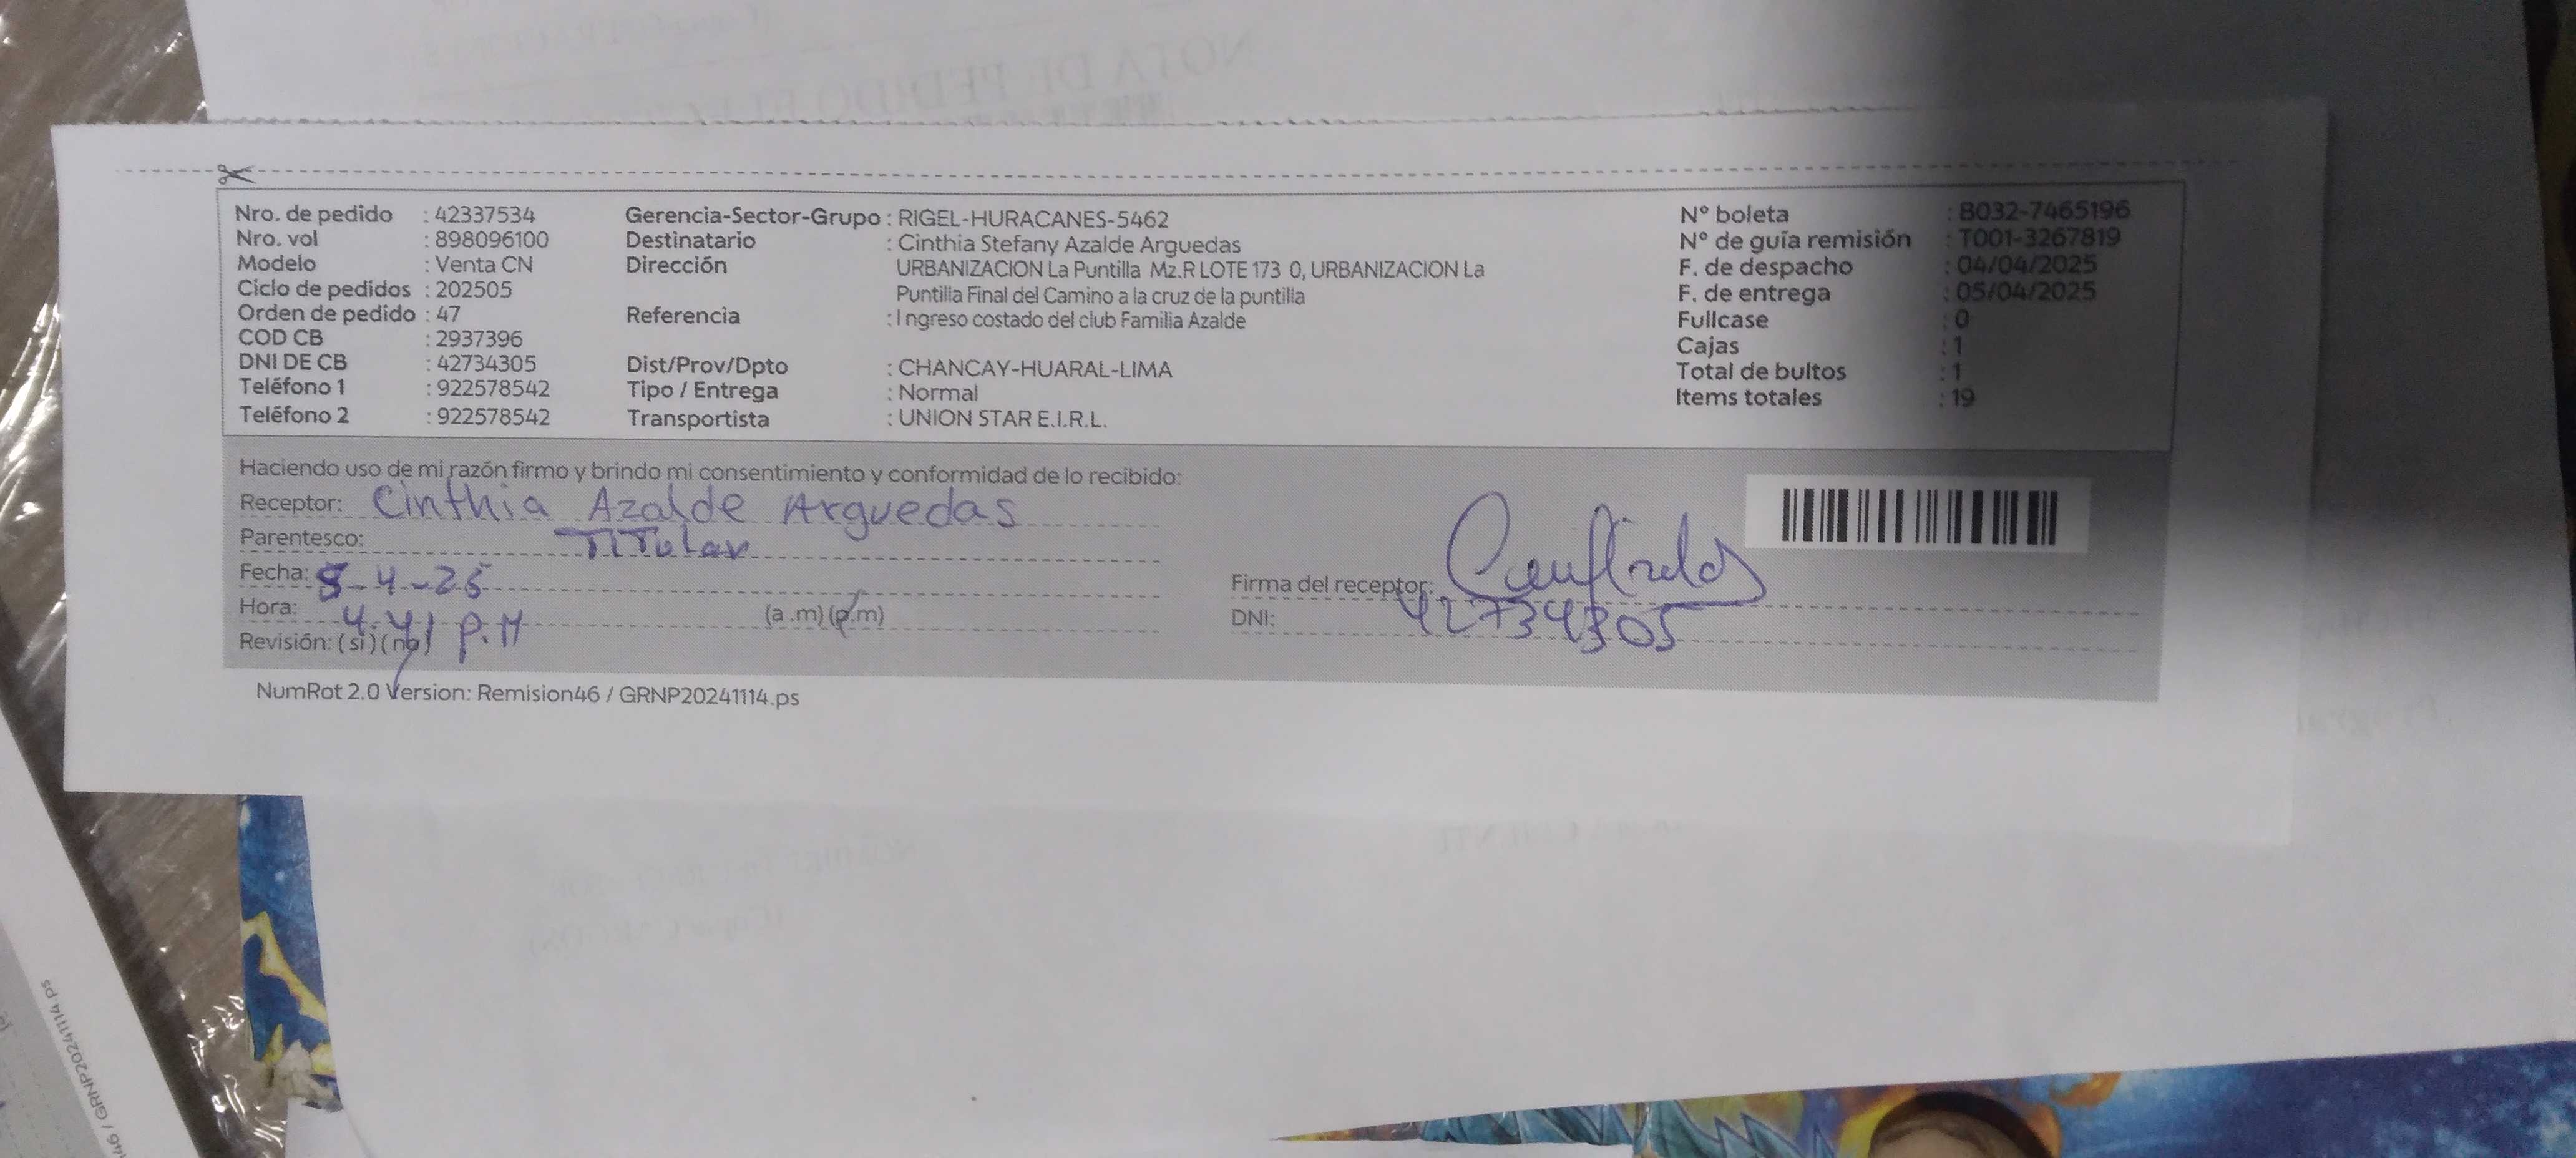 NOTA DE PEDIDO
Nro. de pedido : 42337534
Nro. vol : 898096100
Modelo : Venta CN
Ciclo de pedidos : 202505
Orden de pedido : 47
COD CB : 2937396
DNI DE CB : 42734305
Teléfono 1 : 922578542
Teléfono 2 : 922578542
Gerencia-Sector-Grupo : RIGEL-HURACANES-5462
Destinatario : Cinthia Stefany Azalde Arguedas
Dirección URBANIZACION La Puntilla Mz.R LOTE 173 0, URBANIZACION La
Puntilla Final del Camino a la cruz de la puntilla
Referencia : Ingreso costado del club Familia Azalde
Dist/Prov/Dpto : CHANCAY-HUARAL-LIMA
Tipo / Entrega : Normal
Transportista : UNION STAR E.I.R.L.
N° boleta : B032-7465196
N° de guía remisión : T001-3267819
F. de despacho : 04/04/2025
F. de entrega : 05/04/2025
Fullcase : 0
Cajas : 1
Total de bultos : 1
Items totales : 19
Haciendo uso de mi razón firmo y brindo mi consentimiento y conformidad de lo recibido:
Receptor: Cinthia Azalde Arguedas
Parentesco: Titular
Fecha: 5-4-25
Hora: 4:41 p.M (a.m) (p.m)
Revisión: (si) (no)
Firma del receptor:
DNI: 42734305
NumRot 2.0 Version: Remision46 / GRNP20241114.ps
46 / GRNP20241114.ps